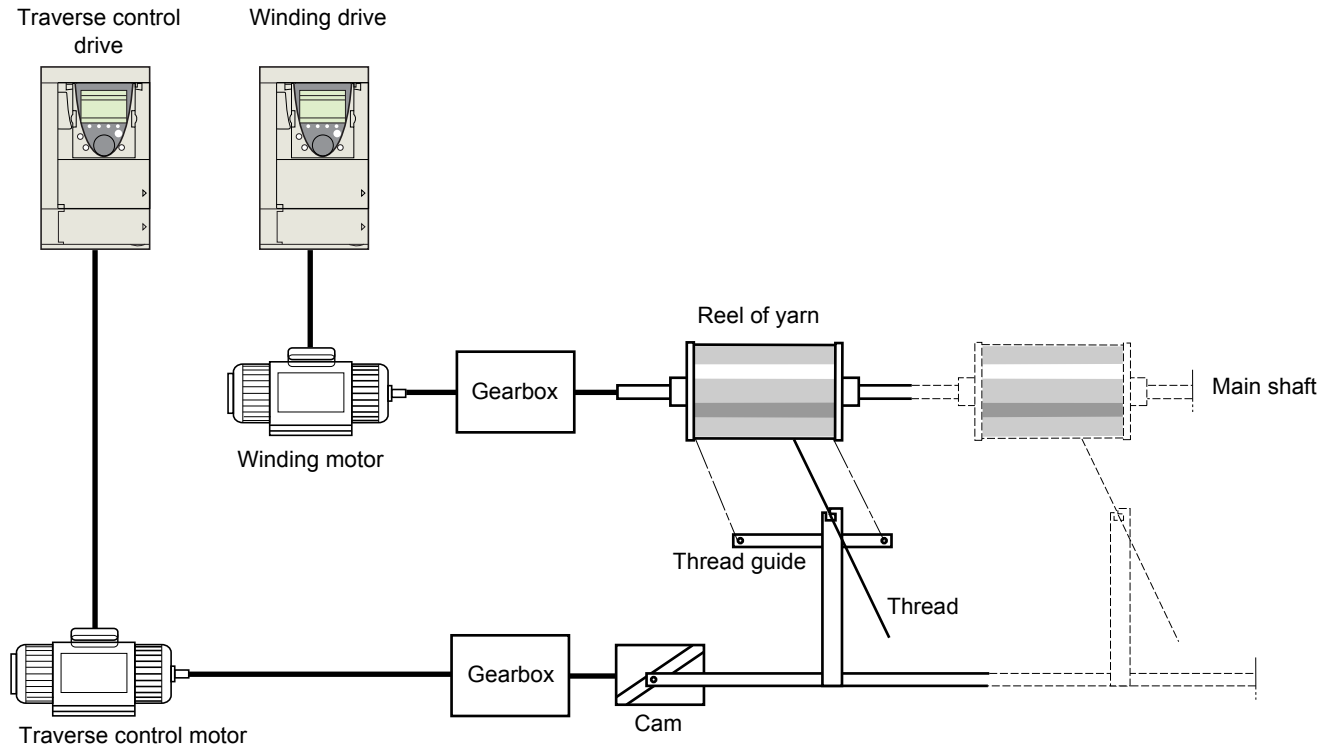 Traverse control
drive
Winding drive
Reel of yarn
Gearbox
Main shaft
Winding motor
Thread guide
Thread
Gearbox
Cam
Traverse control motor